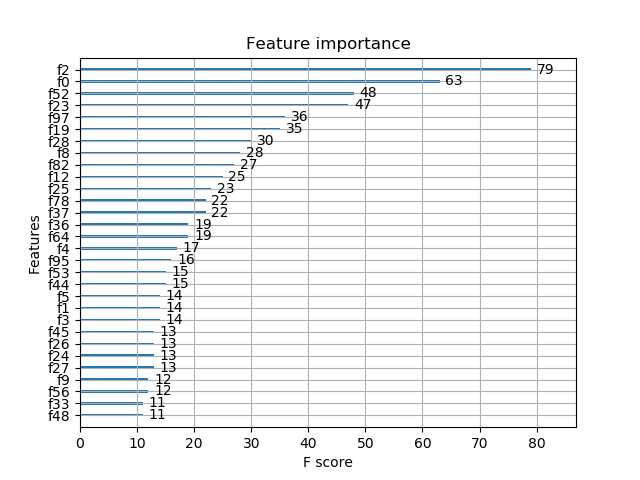 Feature importance
f2 79
f0 63
f52 48
f23 47
f97 36
f19 35
f28 30
f8 28
f82 27
f12 25
f25 23
f78 22
f37 22
f36 19
f64 19
f4 17
f95 16
f53 15
f44 15
f5 14
f1 14
f3 14
f45 13
f26 13
f24 13
f27 13
f9 12
f56 12
f33 11
f48 11
Features
0 10 20 30 40 50 60 70 80
F score